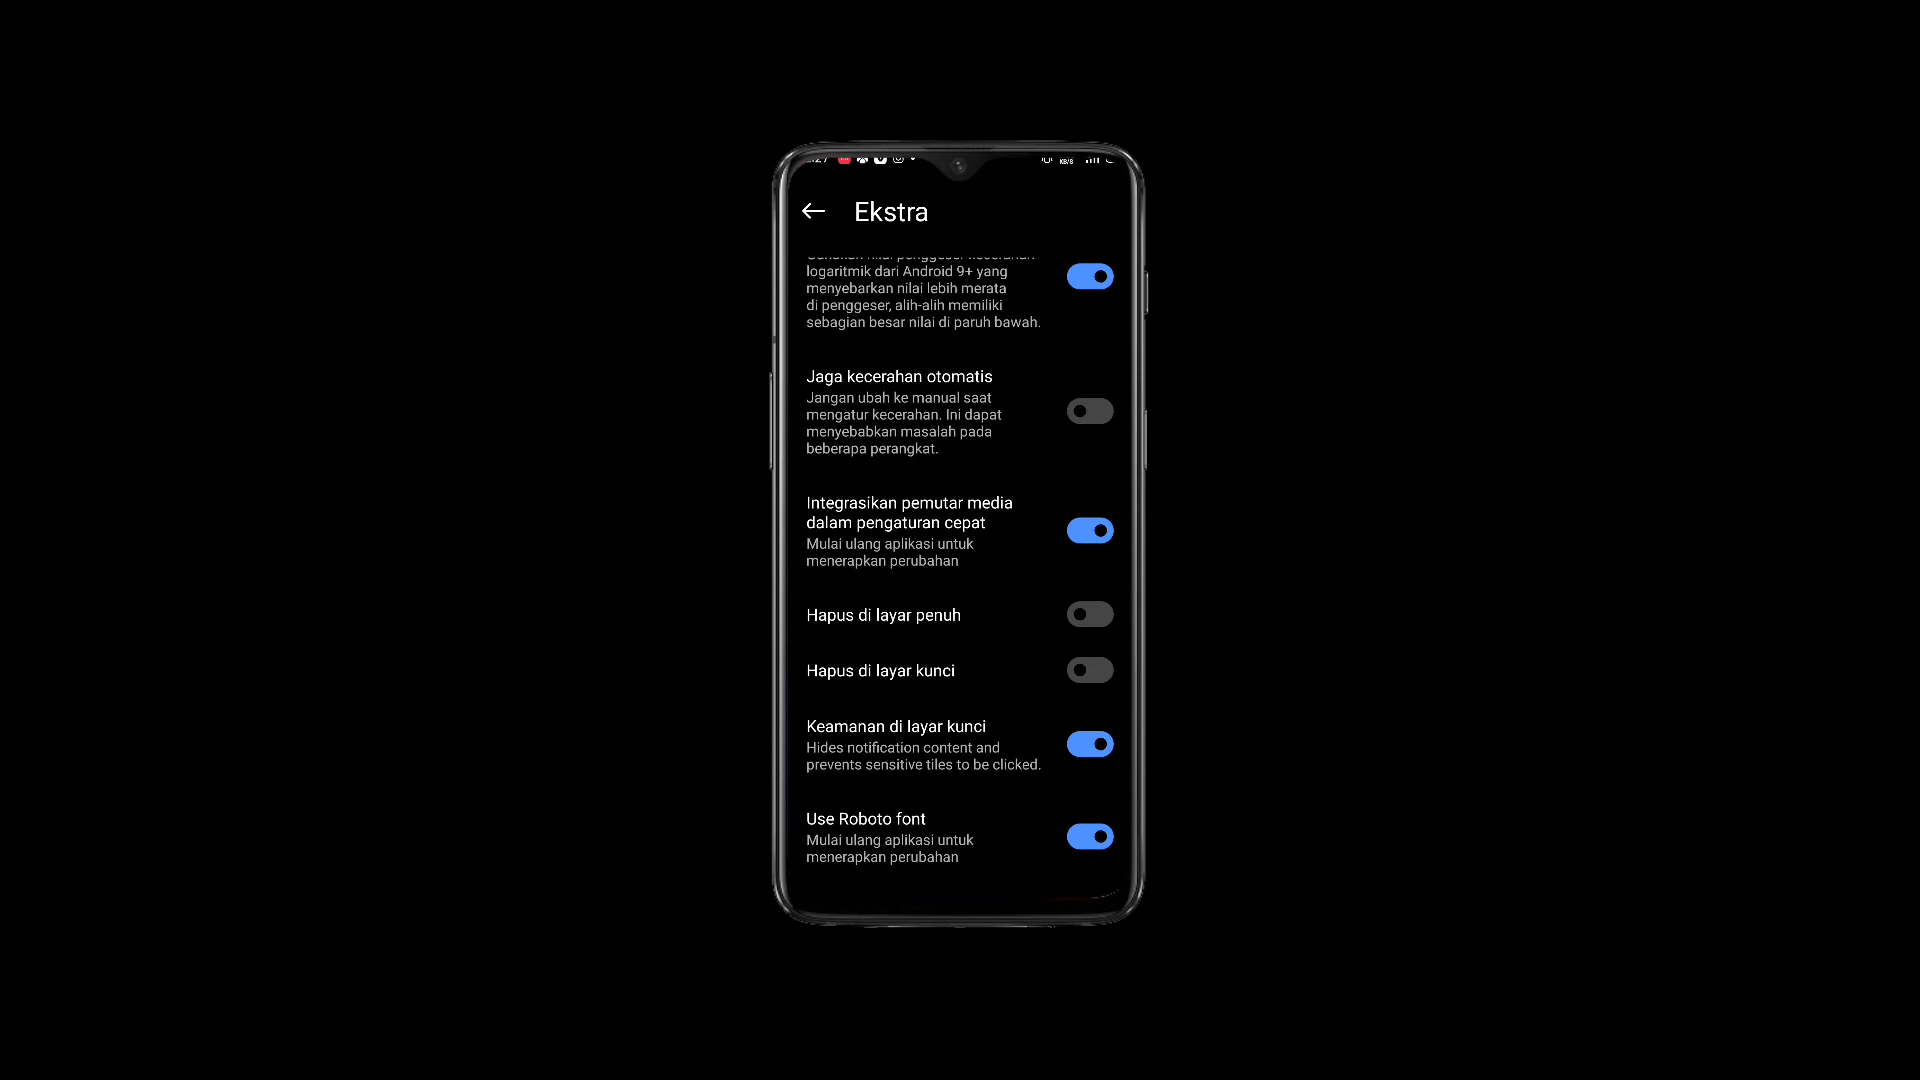 KB/S
Ekstra
logaritmik dari Android 9+ yang
menyebarkan nilai lebih merata
di penggeser, alih-alih memiliki
sebagian besar nilai di paruh bawah.
Jaga kecerahan otomatis
Jangan ubah ke manual saat
mengatur kecerahan. Ini dapat
menyebabkan masalah pada
beberapa perangkat.
Integrasikan pemutar media
dalam pengaturan cepat
Mulai ulang aplikasi untuk
menerapkan perubahan
Hapus di layar penuh
Hapus di layar kunci
Keamanan di layar kunci
Hides notification content and
prevents sensitive tiles to be clicked.
Use Roboto font
Mulai ulang aplikasi untuk
menerapkan perubahan